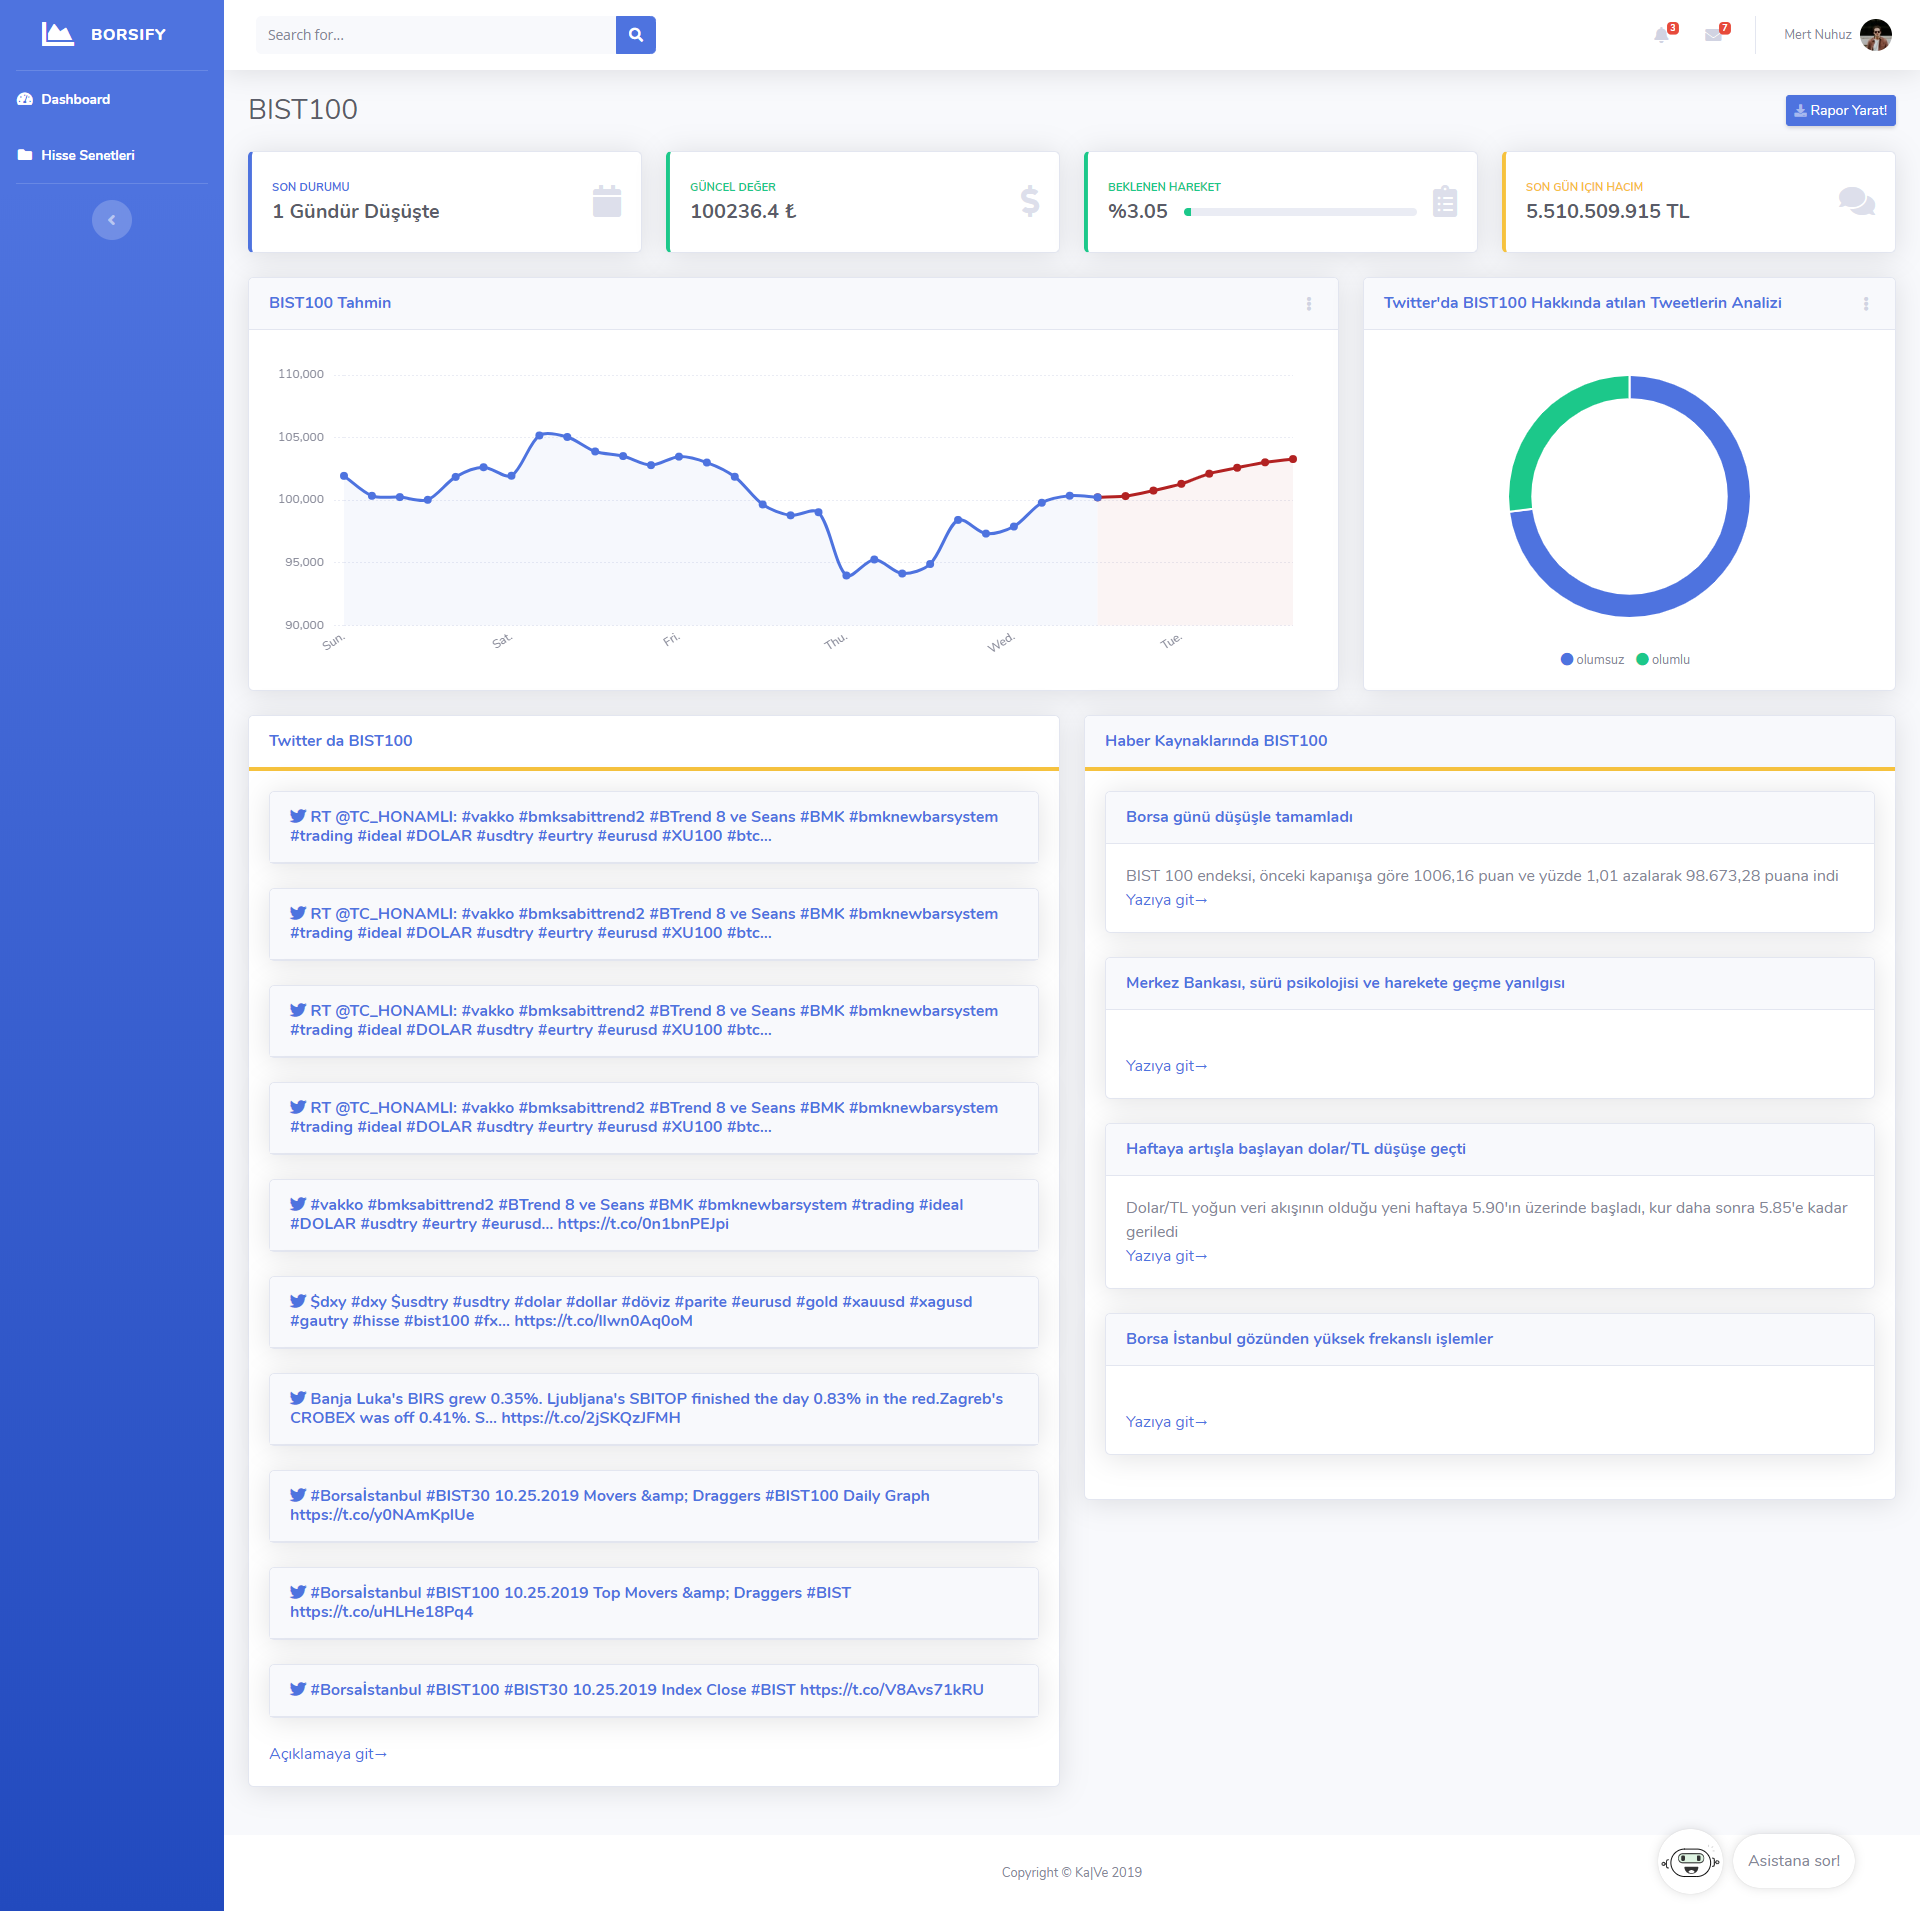 BORSIFY
Dashboard
Hisse Senetleri
Search for...
3
7
Mert Nuhuz
BIST100
Rapor Yarat!
SON DURUMU
1 Gündür Düşüşte
GÜNCEL DEĞER
100236.4 ₺
BEKLENEN HAREKET
%3.05
SON GÜN IÇIN HACIM
5.510.509.915 TL
BIST100 Tahmin
110,000
105,000
100,000
95,000
90,000
Sun.
Sat.
Fri.
Thu.
Wed.
Tue.
Twitter'da BIST100 Hakkında atılan Tweetlerin Analizi
olumsuz
olumlu
Twitter da BIST100
RT @TC_HONAMLI: #vakko #bmksabittrend2 #BTrend 8 ve Seans #BMK #bmknewbarsystem
#trading #ideal #DOLAR #usdtry #eurtry #eurusd #XU100 #btc...
RT @TC_HONAMLI: #vakko #bmksabittrend2 #BTrend 8 ve Seans #BMK #bmknewbarsystem
#trading #ideal #DOLAR #usdtry #eurtry #eurusd #XU100 #btc...
RT @TC_HONAMLI: #vakko #bmksabittrend2 #BTrend 8 ve Seans #BMK #bmknewbarsystem
#trading #ideal #DOLAR #usdtry #eurtry #eurusd #XU100 #btc...
RT @TC_HONAMLI: #vakko #bmksabittrend2 #BTrend 8 ve Seans #BMK #bmknewbarsystem
#trading #ideal #DOLAR #usdtry #eurtry #eurusd #XU100 #btc...
#vakko #bmksabittrend2 #BTrend 8 ve Seans #BMK #bmknewbarsystem #trading #ideal
#DOLAR #usdtry #eurtry #eurusd... https://t.co/0n1bnPEJpi
$dxy #dxy $usdtry #usdtry #dolar #dollar #döviz #parite #eurusd #gold #xauusd #xagusd
#gautry #hisse #bist100 #fx... https://t.co/lIwn0Aq0oM
Banja Luka's BIRS grew 0.35%. Ljubljana's SBITOP finished the day 0.83% in the red.Zagreb's
CROBEX was off 0.41%. S... https://t.co/2jSKQzJFMH
#Borsaİstanbul #BIST30 10.25.2019 Movers &amp; Draggers #BIST100 Daily Graph
https://t.co/y0NAmKpIUe
#Borsaİstanbul #BIST100 10.25.2019 Top Movers &amp; Draggers #BIST
https://t.co/uHLHe18Pq4
#Borsaİstanbul #BIST100 #BIST30 10.25.2019 Index Close #BIST https://t.co/V8Avs71kRU
Açıklamaya git→
Haber Kaynaklarında BIST100
Borsa günü düşüşle tamamladı
BIST 100 endeksi, önceki kapanışa göre 1006,16 puan ve yüzde 1,01 azalarak 98.673,28 puana indi
Yazıya git→
Merkez Bankası, sürü psikolojisi ve harekete geçme yanılgısı
Yazıya git→
Haftaya artışla başlayan dolar/TL düşüşe geçti
Dolar/TL yoğun veri akışının olduğu yeni haftaya 5.90'ın üzerinde başladı, kur daha sonra 5.85'e kadar
geriledi
Yazıya git→
Borsa İstanbul gözünden yüksek frekanslı işlemler
Yazıya git→
Copyright © Ka|Ve 2019
Asistana sor!